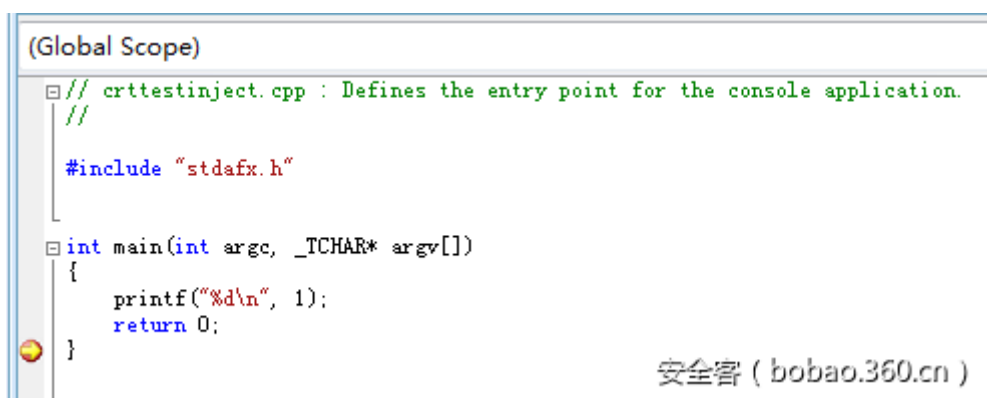 (Global Scope)
// crttestinject.cpp : Defines the entry point for the console application.
//
#include "stdafx.h"
int main(int argc, _TCHAR* argv[])
{
printf("%d\n", 1);
return 0;
}
安全客 ( bobao.360.cn )